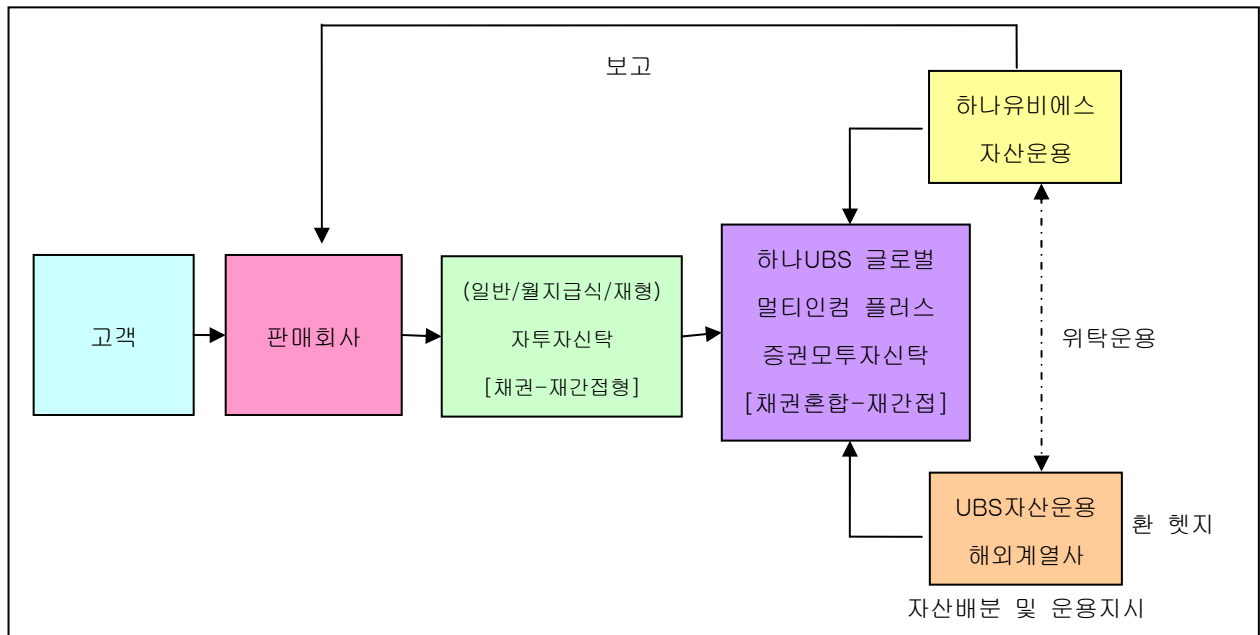 보고
하나유비에스
자산운용
고객
판매회사
(일반/월지급식/재형)
자투자신탁
[채권-재간접형]
하나UBS 글로벌
멀티인컴 플러스
증권모투자신탁
[채권혼합-재간접]
위탁운용
UBS자산운용
해외계열사
환 헷지
자산배분 및 운용지시